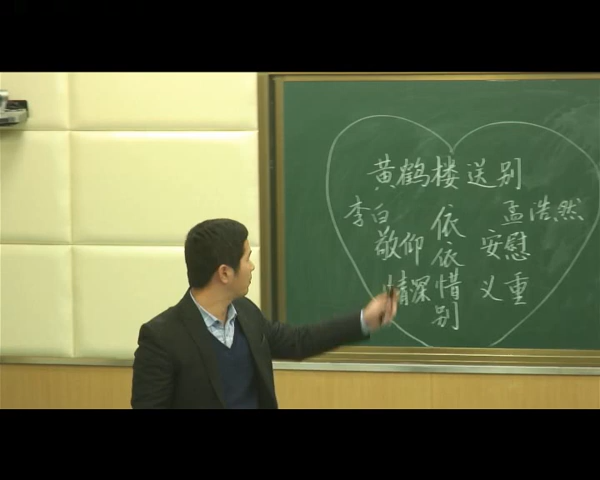 黄鹤楼送别
李白 孟浩然
敬仰 安慰
依依惜别
情深 义重